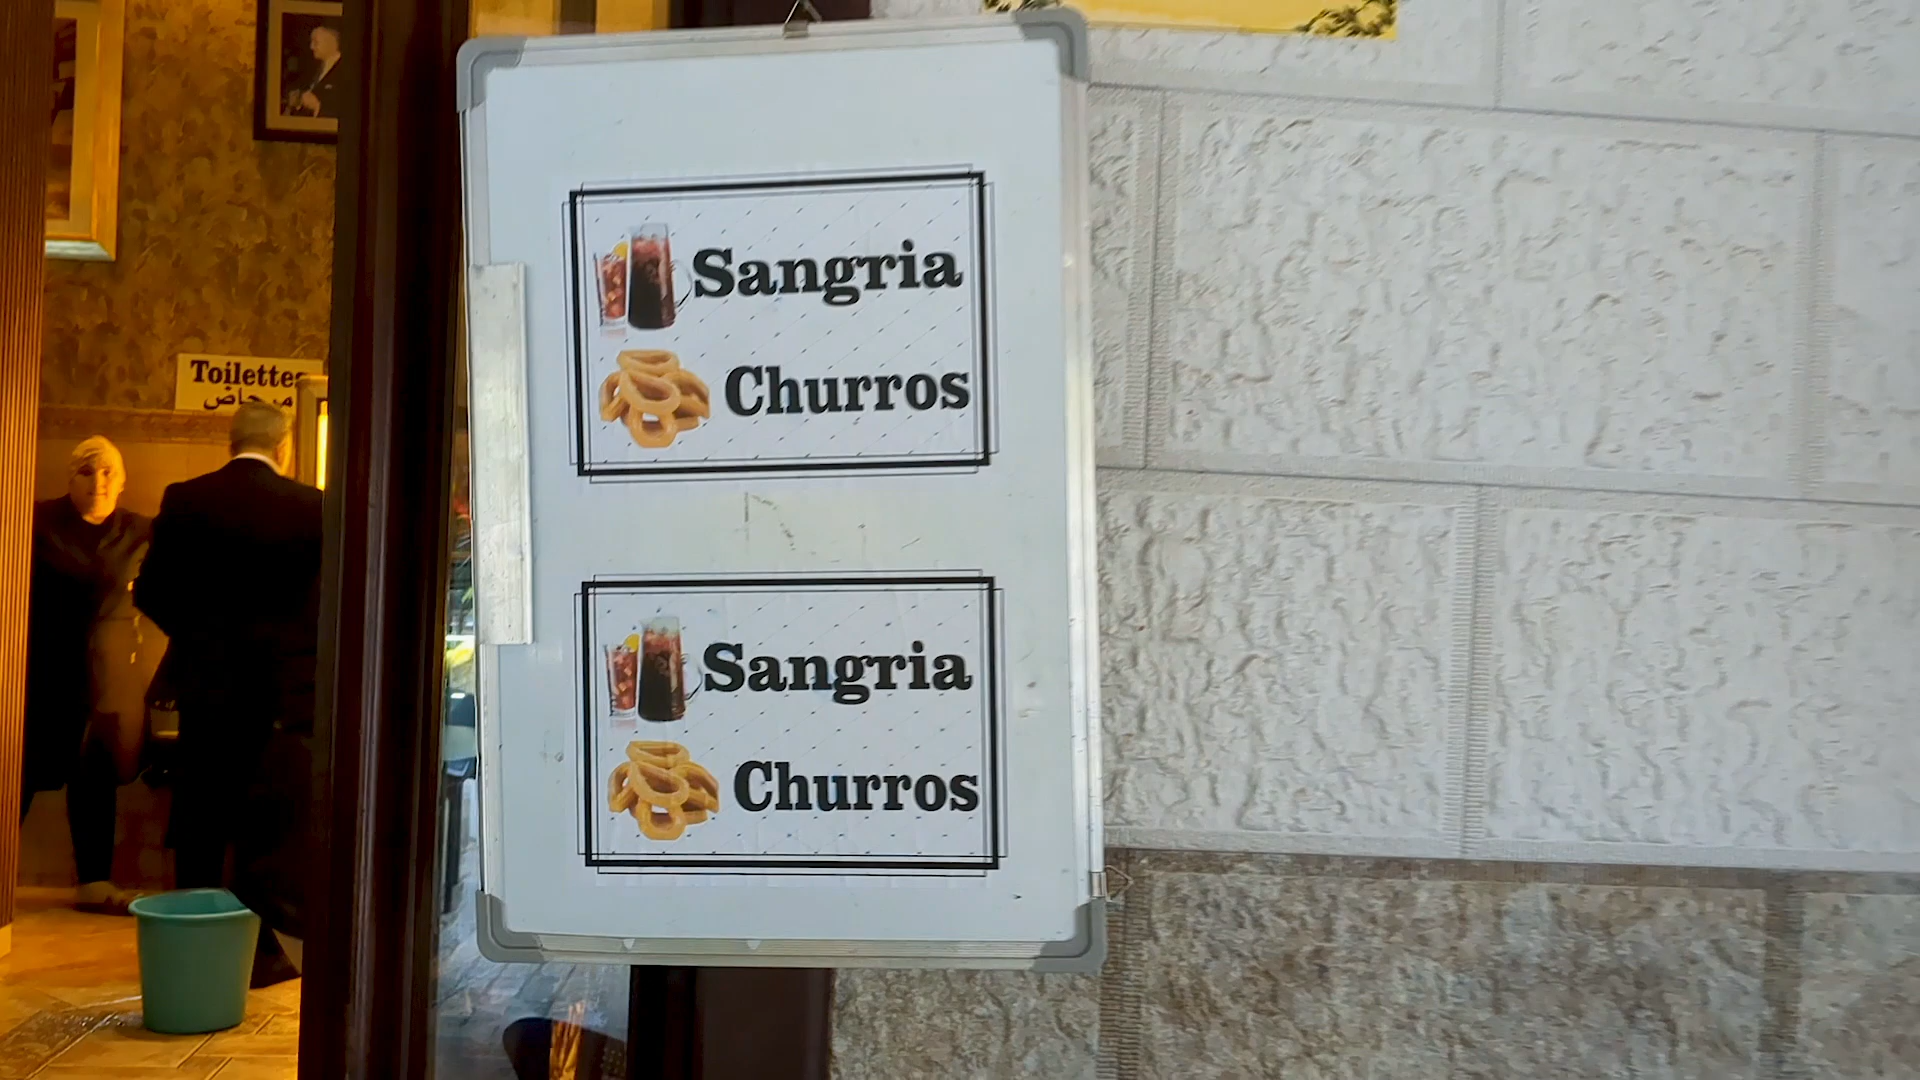 Toilettes
مرحاض
Sangria
Churros
Sangria
Churros